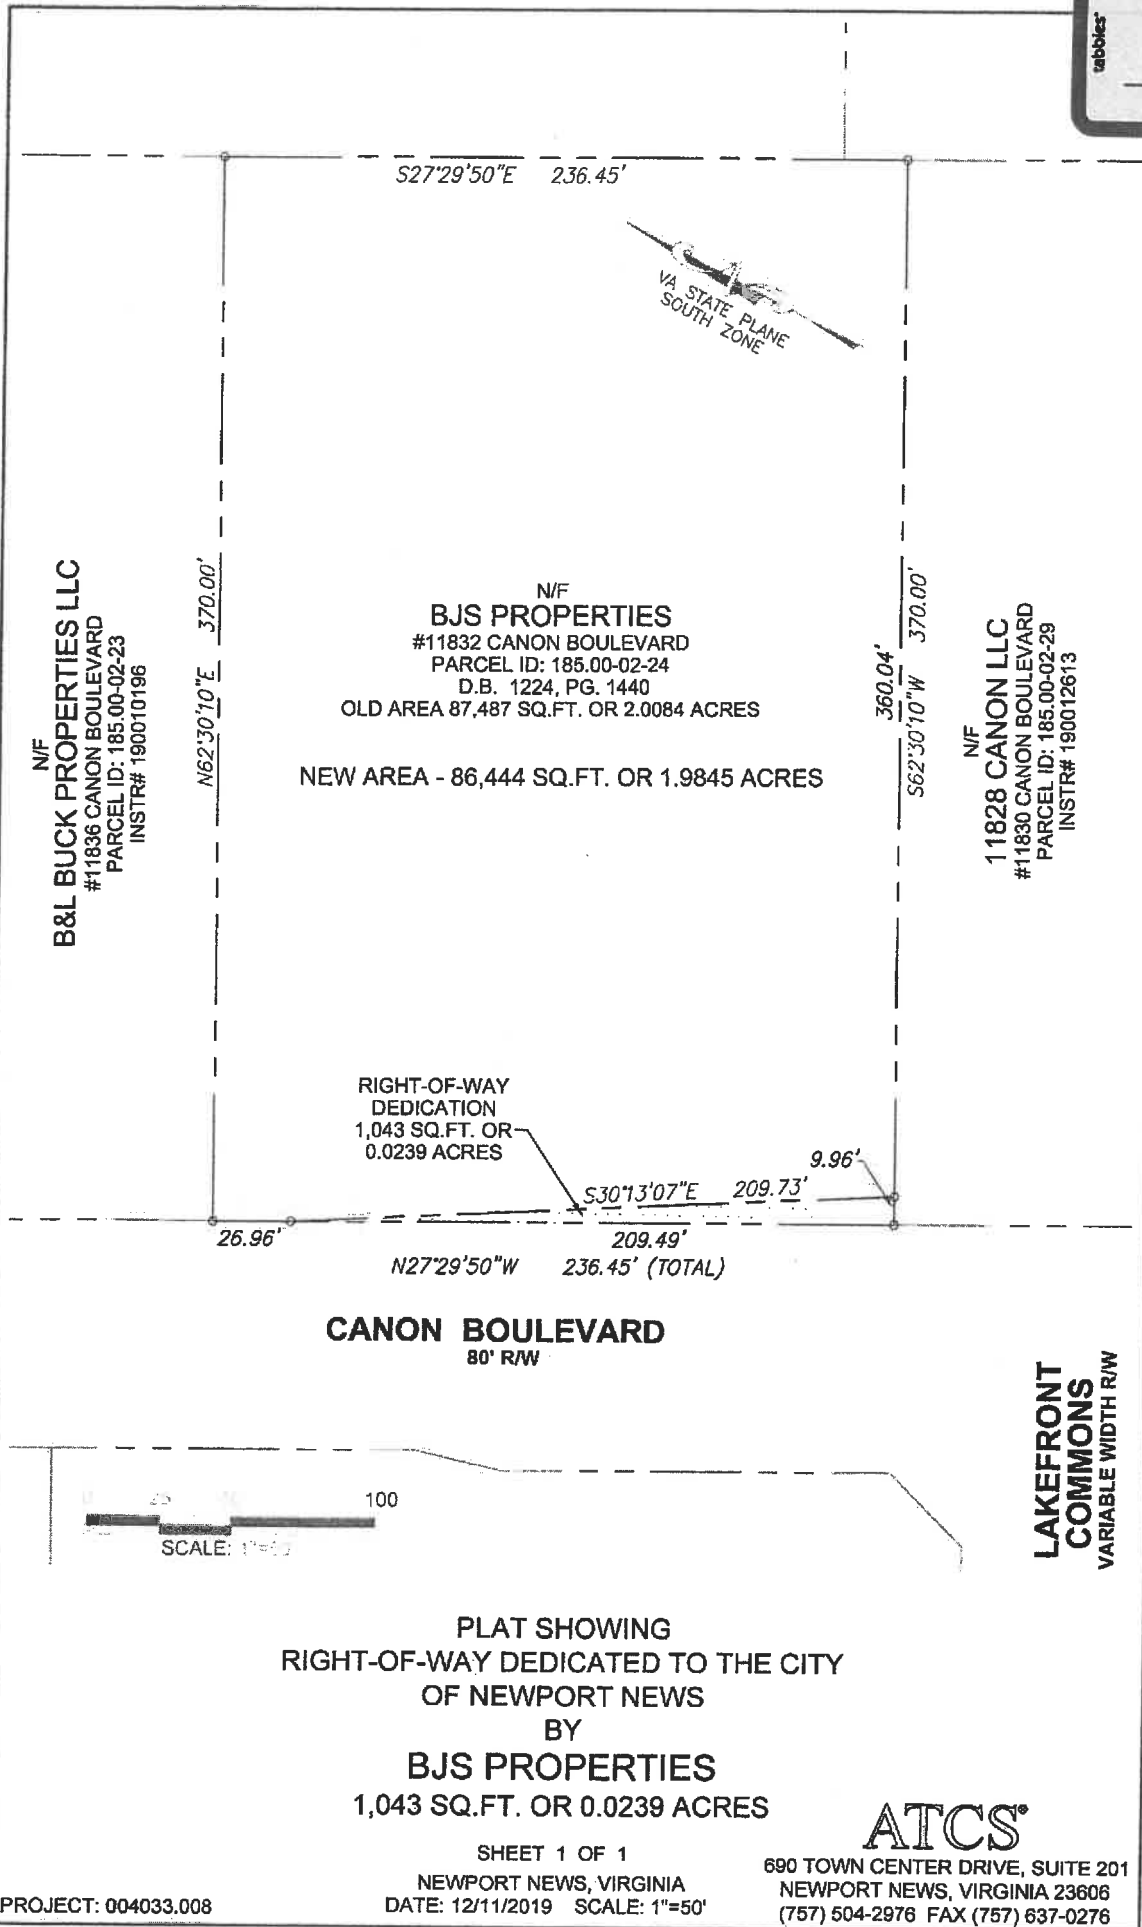 tabbies®
S27°29'50"E 236.45'
VA STATE PLANE
SOUTH ZONE
N/F
B&L BUCK PROPERTIES LLC
#11836 CANON BOULEVARD
PARCEL ID: 185.00-02-23
INSTR# 190010196
N62°30'10"E 370.00'
N/F
BJS PROPERTIES
#11832 CANON BOULEVARD
PARCEL ID: 185.00-02-24
D.B. 1224, PG. 1440
OLD AREA 87,487 SQ.FT. OR 2.0084 ACRES
NEW AREA - 86,444 SQ.FT. OR 1.9845 ACRES
360.04'
S62°30'10"W 370.00'
N/F
11828 CANON LLC
#11830 CANON BOULEVARD
PARCEL ID: 185.00-02-29
INSTR# 190012613
RIGHT-OF-WAY
DEDICATION
1,043 SQ.FT. OR
0.0239 ACRES
9.96'
S30°13'07"E 209.73'
26.96'
209.49'
N27°29'50"W 236.45' (TOTAL)
CANON BOULEVARD
80' R/W
LAKEFRONT
COMMONS
VARIABLE WIDTH R/W
0 25 50 100
SCALE: 1"=50'
PLAT SHOWING
RIGHT-OF-WAY DEDICATED TO THE CITY
OF NEWPORT NEWS
BY
BJS PROPERTIES
1,043 SQ.FT. OR 0.0239 ACRES
SHEET 1 OF 1
NEWPORT NEWS, VIRGINIA
DATE: 12/11/2019 SCALE: 1"=50'
PROJECT: 004033.008
ATCS®
690 TOWN CENTER DRIVE, SUITE 201
NEWPORT NEWS, VIRGINIA 23606
(757) 504-2976 FAX (757) 637-0276